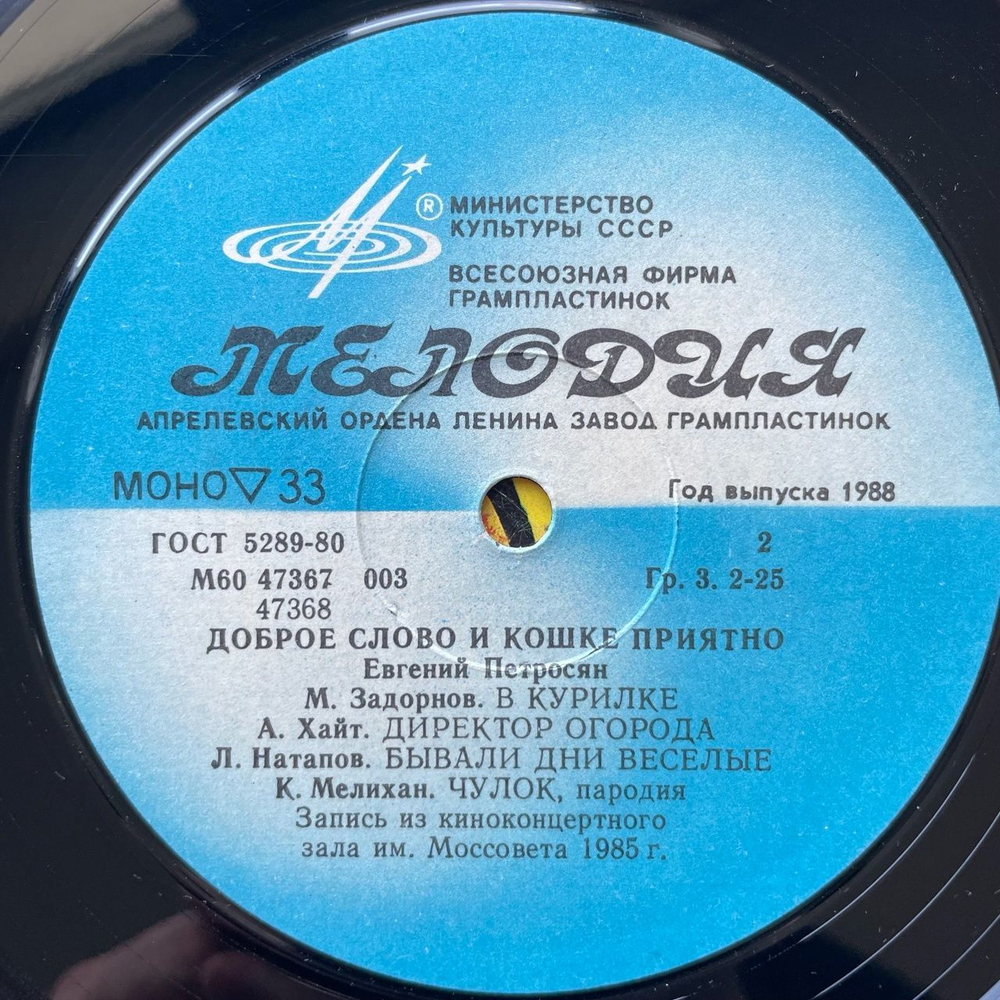 ®
МИНИСТЕРСТВО
КУЛЬТУРЫ СССР
ВСЕСОЮЗНАЯ ФИРМА
ГРАМПЛАСТИНОК
МЕЛОДИЯ
АПРЕЛЕВСКИЙ ОРДЕНА ЛЕНИНА ЗАВОД ГРАМПЛАСТИНОК
МОНО▽33 Год выпуска 1988
ГОСТ 5289-80 2
М60 47367 003 Гр. 3. 2-25
47368
ДОБРОЕ СЛОВО И КОШКЕ ПРИЯТНО
Евгений Петросян
М. Задорнов. В КУРИЛКЕ
А. Хайт. ДИРЕКТОР ОГОРОДА
Л. Натапов. БЫВАЛИ ДНИ ВЕСЕЛЫЕ
К. Мелихан. ЧУЛОК, пародия
Запись из киноконцертного
зала им. Моссовета 1985 г.